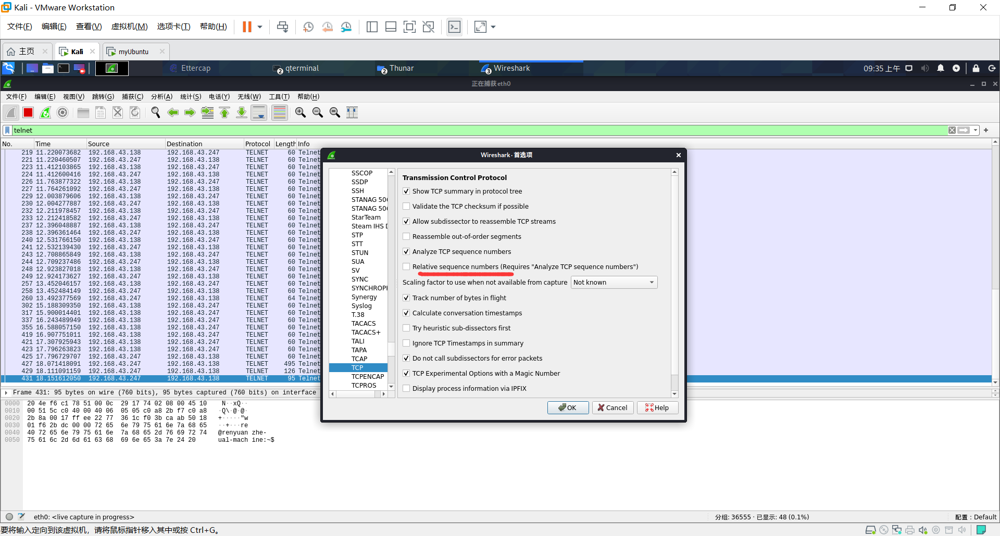 Kali - VMware Workstation
文件(F) 编辑(E) 查看(V) 虚拟机(M) 选项卡(T) 帮助(H)
主页 Kali myUbuntu
Ettercap 2 qterminal 2 Thunar 3 Wireshark 09:35 上午
正在捕获 eth0
文件(F) 编辑(E) 视图(V) 跳转(G) 捕获(C) 分析(A) 统计(S) 电话(Y) 无线(W) 工具(T) 帮助(H)
telnet
No. Time Source Destination Protocol Length Info
219 11.220073682 192.168.43.138 192.168.43.247 TELNET 60 Telnet
221 11.220460507 192.168.43.247 192.168.43.138 TELNET 60 Telnet
223 11.412103865 192.168.43.138 192.168.43.247 TELNET 60 Telnet
224 11.412600416 192.168.43.247 192.168.43.138 TELNET 60 Telnet
226 11.763877322 192.168.43.138 192.168.43.247 TELNET 60 Telnet
227 11.764261092 192.168.43.247 192.168.43.138 TELNET 60 Telnet
229 12.003879606 192.168.43.138 192.168.43.247 TELNET 60 Telnet
230 12.004277887 192.168.43.247 192.168.43.138 TELNET 60 Telnet
232 12.211978457 192.168.43.138 192.168.43.247 TELNET 60 Telnet
233 12.212418582 192.168.43.247 192.168.43.138 TELNET 60 Telnet
237 12.396048887 192.168.43.138 192.168.43.247 TELNET 60 Telnet
238 12.396361464 192.168.43.247 192.168.43.138 TELNET 60 Telnet
240 12.531766150 192.168.43.138 192.168.43.247 TELNET 60 Telnet
241 12.532139430 192.168.43.247 192.168.43.138 TELNET 60 Telnet
243 12.708865849 192.168.43.138 192.168.43.247 TELNET 60 Telnet
244 12.709237486 192.168.43.247 192.168.43.138 TELNET 60 Telnet
248 12.923827018 192.168.43.138 192.168.43.247 TELNET 60 Telnet
249 12.924173627 192.168.43.247 192.168.43.138 TELNET 60 Telnet
257 13.452046157 192.168.43.138 192.168.43.247 TELNET 60 Telnet
258 13.452484149 192.168.43.247 192.168.43.138 TELNET 60 Telnet
260 13.492377569 192.168.43.247 192.168.43.138 TELNET 64 Telnet
302 15.188309350 192.168.43.138 192.168.43.247 TELNET 60 Telnet
317 15.900014401 192.168.43.138 192.168.43.247 TELNET 60 Telnet
337 16.243489949 192.168.43.138 192.168.43.247 TELNET 60 Telnet
355 16.588057150 192.168.43.138 192.168.43.247 TELNET 60 Telnet
419 16.907751011 192.168.43.138 192.168.43.247 TELNET 60 Telnet
421 17.307925943 192.168.43.138 192.168.43.247 TELNET 60 Telnet
423 17.796263823 192.168.43.138 192.168.43.247 TELNET 60 Telnet
425 17.796729707 192.168.43.247 192.168.43.138 TELNET 60 Telnet
427 18.071418091 192.168.43.247 192.168.43.138 TELNET 495 Telnet
429 18.111091159 192.168.43.247 192.168.43.138 TELNET 126 Telnet
431 18.151612050 192.168.43.247 192.168.43.138 TELNET 95 Telnet
Frame 431: 95 bytes on wire (760 bits), 95 bytes captured (760 bits) on interface
0000 20 4e f6 c1 78 51 00 0c 29 17 74 02 08 00 45 10 N··xQ··
0010 00 51 5c c0 40 00 40 06 05 05 c0 a8 2b f7 c0 a8 ·Q\·@·@·
0020 2b 8a 00 17 ff ee 22 77 36 1c f0 3b ca ab 50 18 +·····"w
0030 01 f6 2b dc 00 00 72 65 6e 79 75 61 6e 7a 68 65 ··+···re
0040 40 72 65 6e 79 75 61 6e 7a 68 65 2d 76 69 72 74 @renyuan zhe-
0050 75 61 6c 2d 6d 61 63 68 69 6e 65 3a 7e 24 20 ual-mach ine:~$
Wireshark · 首选项
SSCOP
SSDP
SSH
STANAG 506
STANAG 506
StarTeam
Steam IHS D
STP
STT
STUN
SUA
SV
SYNC
SYNCHROPH
Synergy
Syslog
T.38
TACACS
TACACS+
TALI
TAPA
TCAP
TCP
TCPENCAP
TCPROS
Transmission Control Protocol
Show TCP summary in protocol tree
Validate the TCP checksum if possible
Allow subdissector to reassemble TCP streams
Reassemble out-of-order segments
Analyze TCP sequence numbers
Relative sequence numbers (Requires "Analyze TCP sequence numbers")
Scaling factor to use when not available from capture Not known
Track number of bytes in flight
Calculate conversation timestamps
Try heuristic sub-dissectors first
Ignore TCP Timestamps in summary
Do not call subdissectors for error packets
TCP Experimental Options with a Magic Number
Display process information via IPFIX
OK Cancel Help
eth0: <live capture in progress> 分组: 36555 · 已显示: 48 (0.1%) 配置：Default
要将输入定向到该虚拟机，请将鼠标指针移入其中或按 Ctrl+G。